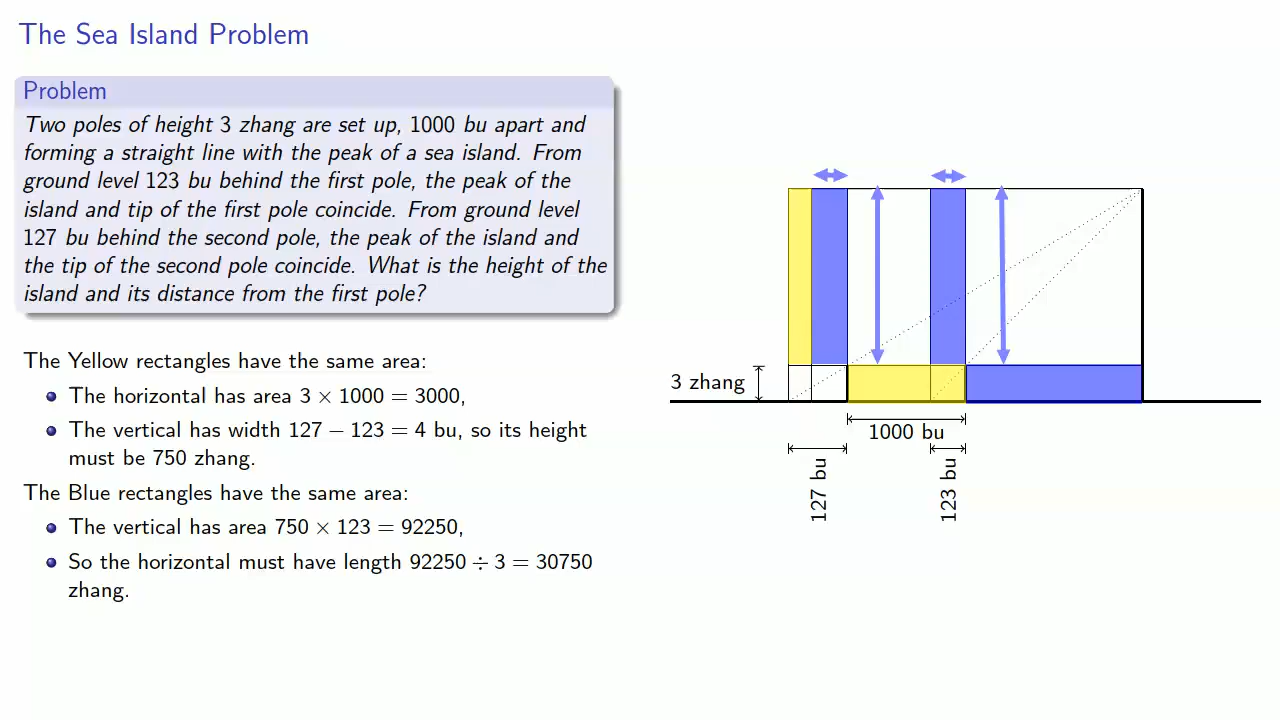 The Sea Island Problem
Problem
Two poles of height 3 zhang are set up, 1000 bu apart and
forming a straight line with the peak of a sea island. From
ground level 123 bu behind the first pole, the peak of the
island and tip of the first pole coincide. From ground level
127 bu behind the second pole, the peak of the island and
the tip of the second pole coincide. What is the height of the
island and its distance from the first pole?
The Yellow rectangles have the same area:
The horizontal has area 3 × 1000 = 3000,
The vertical has width 127 − 123 = 4 bu, so its height
must be 750 zhang.
The Blue rectangles have the same area:
The vertical has area 750 × 123 = 92250,
So the horizontal must have length 92250 ÷ 3 = 30750
zhang.
3 zhang
1000 bu
127 bu
123 bu